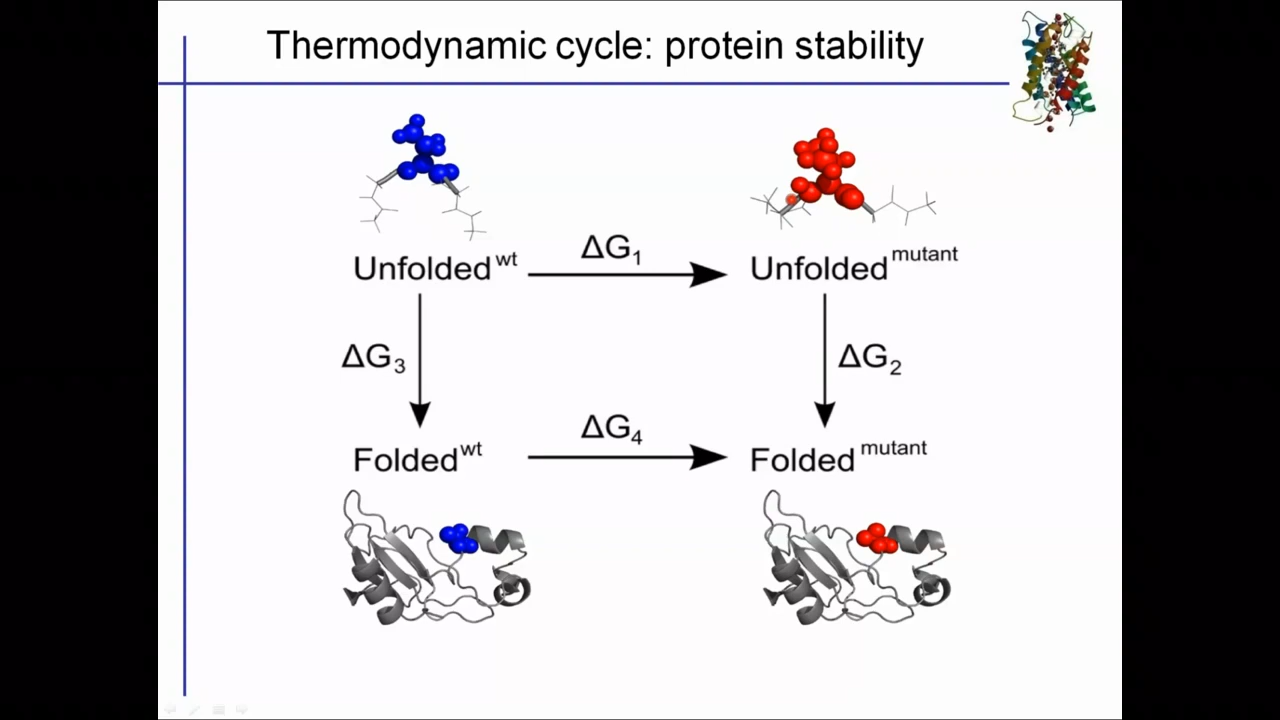 Thermodynamic cycle: protein stability
Unfolded wt
ΔG1
Unfolded mutant
ΔG3
ΔG2
Folded wt
ΔG4
Folded mutant